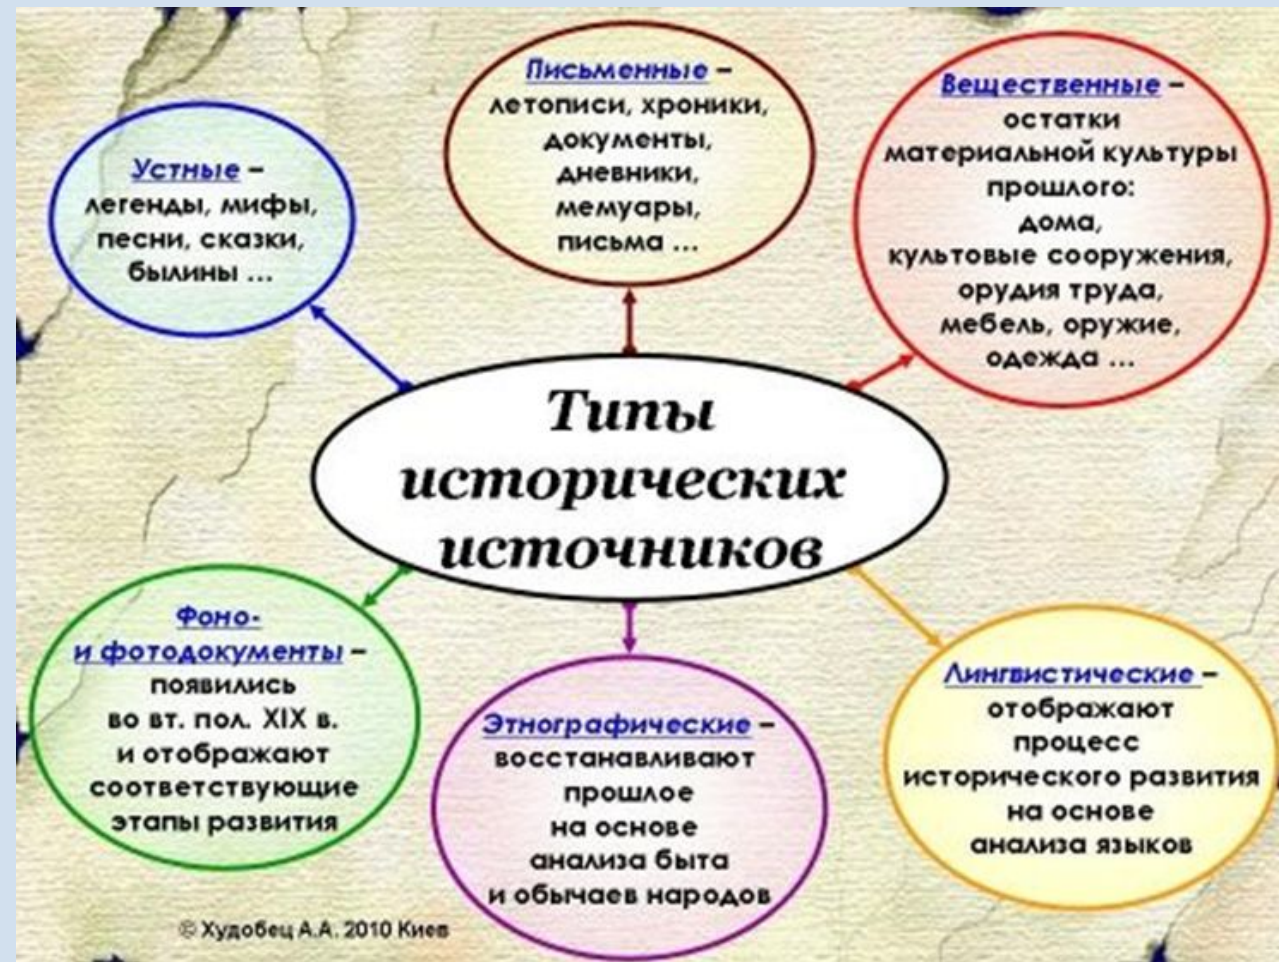 Типы
исторических
источников
Устные –
легенды, мифы,
песни, сказки,
былины ...
Письменные –
летописи, хроники,
документы,
дневники,
мемуары,
письма ...
Вещественные –
остатки
материальной культуры
прошлого:
дома,
культовые сооружения,
орудия труда,
мебель, оружие,
одежда ...
Фоно-
и фотодокументы –
появились
во вт. пол. XIX в.
и отображают
соответствующие
этапы развития
Этнографические –
восстанавливают
прошлое
на основе
анализа быта
и обычаев народов
Лингвистические –
отображают
процесс
исторического развития
на основе
анализа языков
© Худобец А.А. 2010 Киев